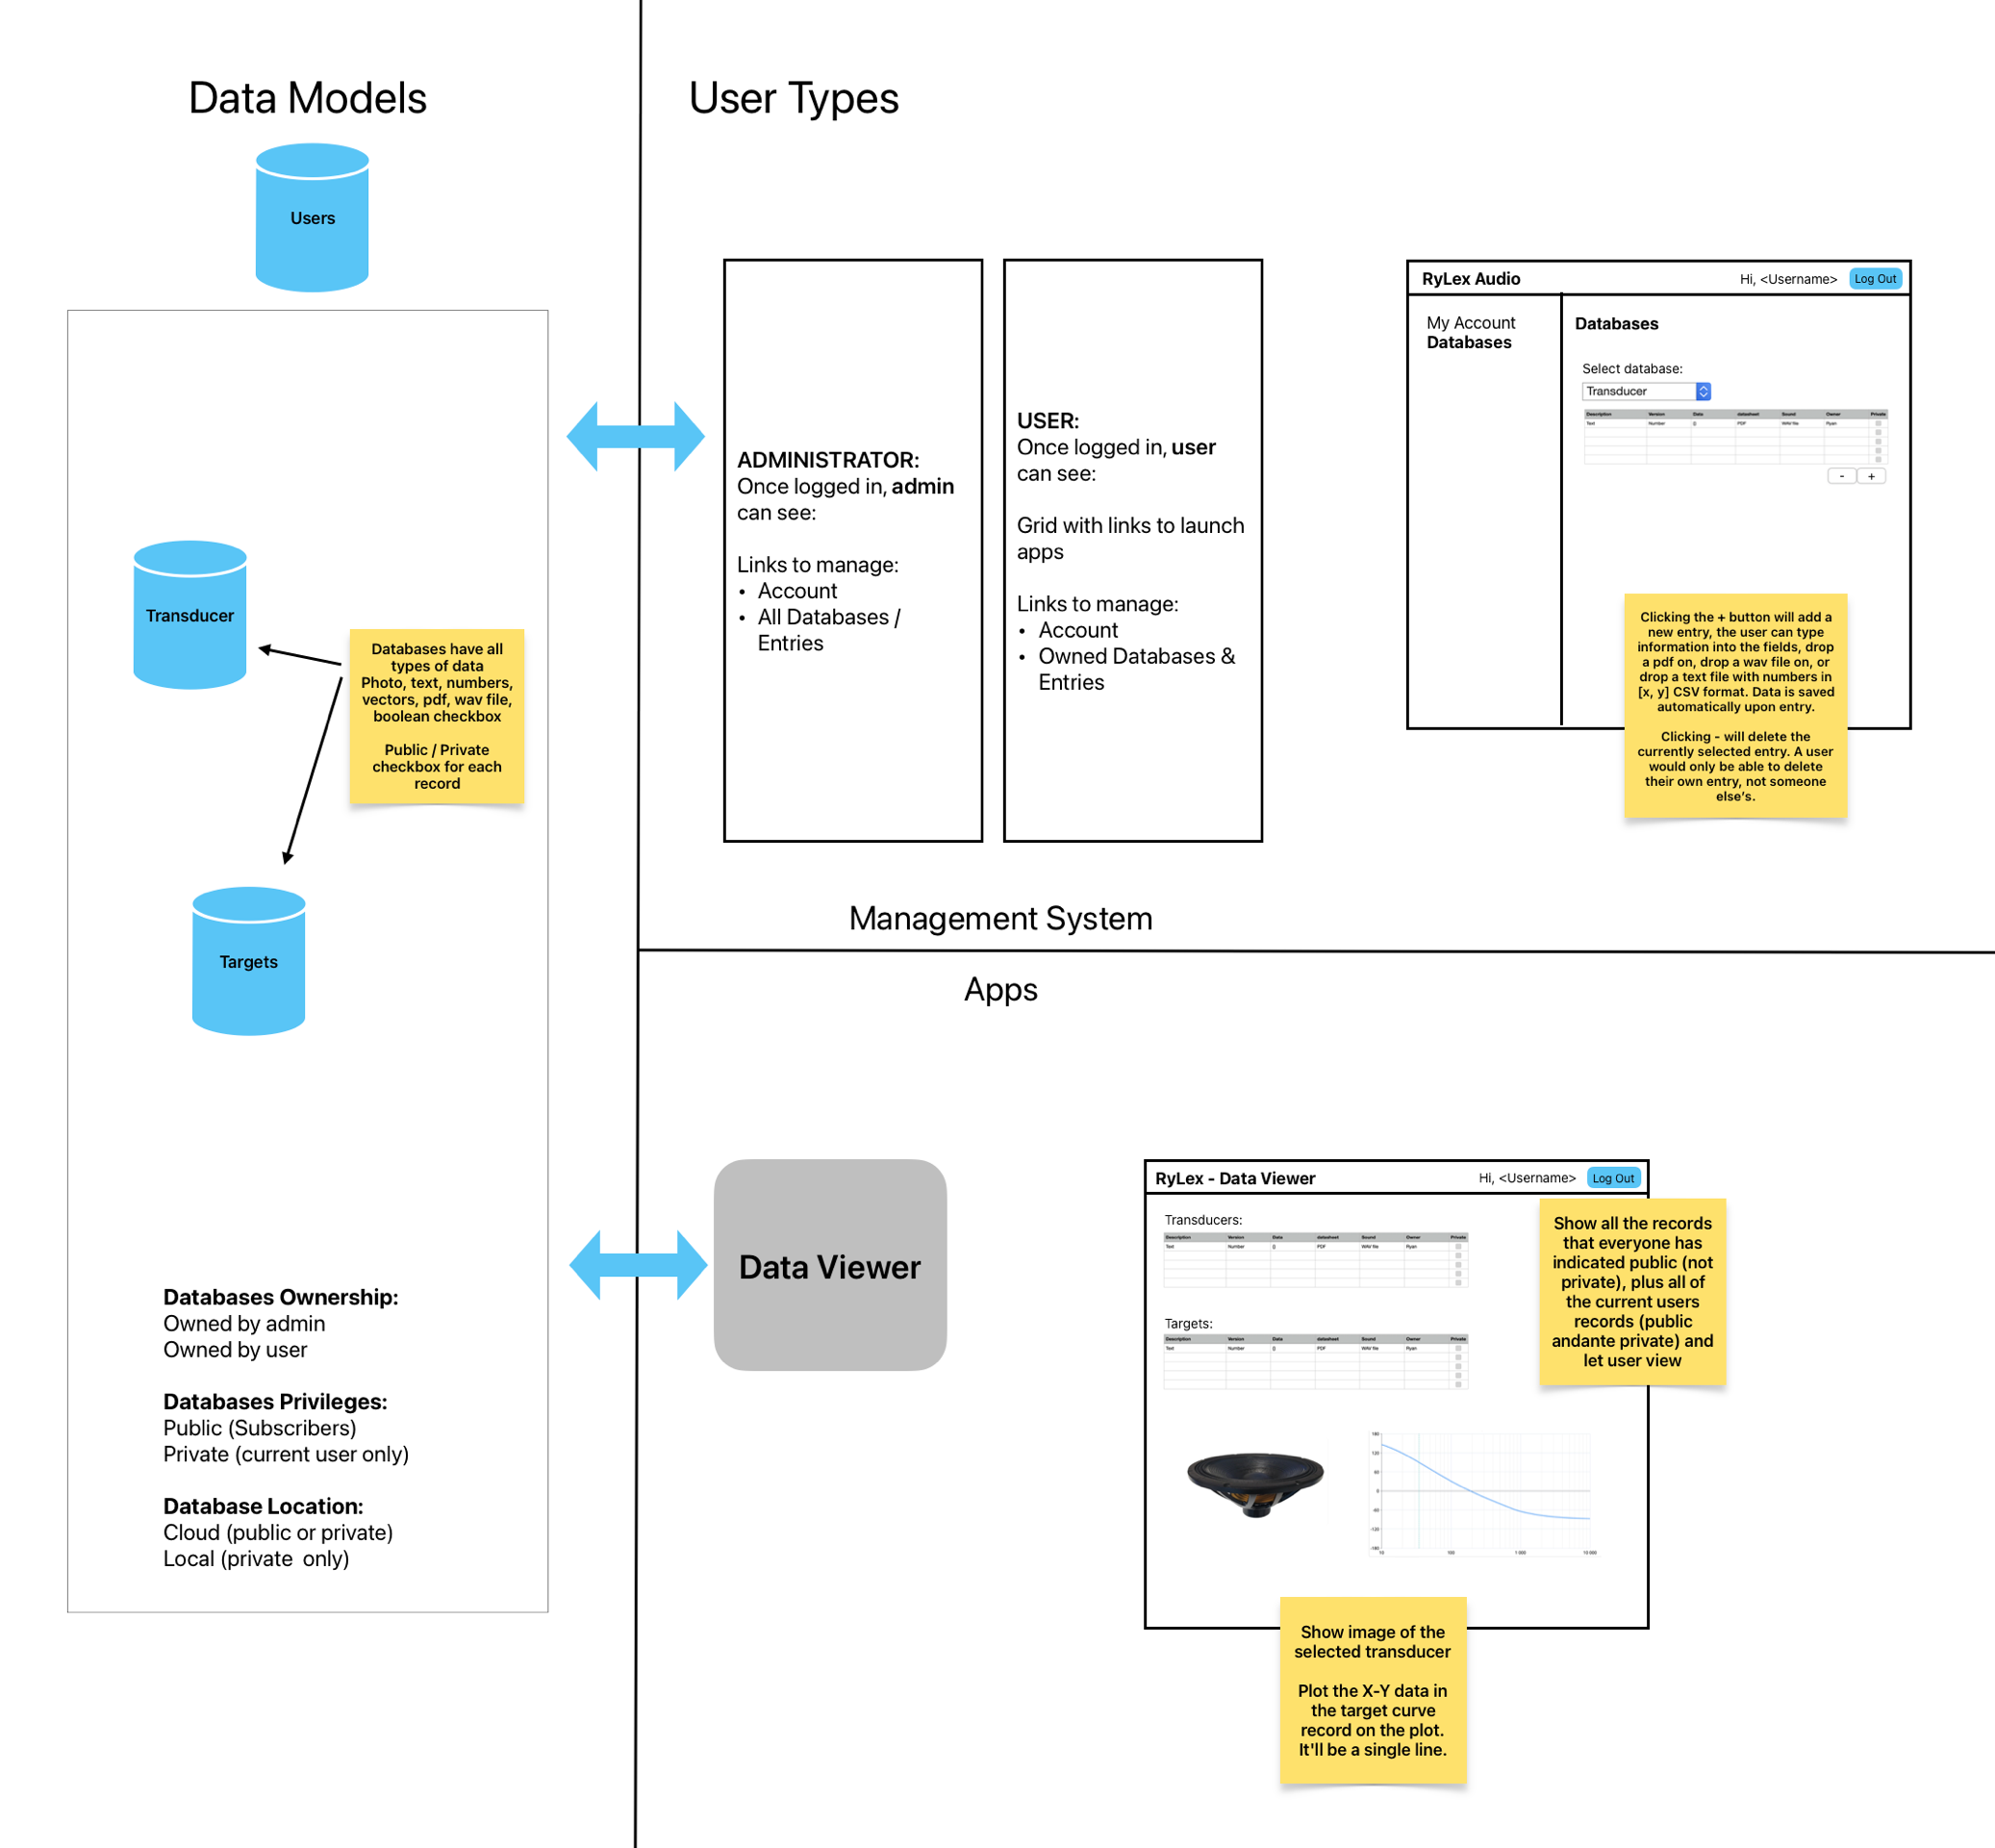 Data Models
Users
Transducer
Databases have all
types of data
Photo, text, numbers,
vectors, pdf, wav file,
boolean checkbox
Public / Private
checkbox for each
record
Targets
Databases Ownership:
Owned by admin
Owned by user
Databases Privileges:
Public (Subscribers)
Private (current user only)
Database Location:
Cloud (public or private)
Local (private  only)
User Types
ADMINISTRATOR:
Once logged in, admin
can see:
Links to manage:
• Account
• All Databases /
Entries
USER:
Once logged in, user
can see:
Grid with links to launch
apps
Links to manage:
• Account
• Owned Databases &
Entries
RyLex Audio
Hi, <Username>
Log Out
My Account
Databases
Databases
Select database:
Transducer
Description Version Data datasheet Sound Owner Private
Text Number [] PDF WAV file Ryan
- +
Clicking the + button will add a
new entry, the user can type
information into the fields, drop
a pdf on, drop a wav file on, or
drop a text file with numbers in
[x, y] CSV format. Data is saved
automatically upon entry.
Clicking - will delete the
currently selected entry. A user
would only be able to delete
their own entry, not someone
else's.
Management System
Apps
Data Viewer
RyLex - Data Viewer
Hi, <Username>
Log Out
Transducers:
Description Version Data datasheet Sound Owner Private
Text Number [] PDF WAV file Ryan
Targets:
Description Version Data datasheet Sound Owner Private
Text Number [] PDF WAV file Ryan
180
120
60
0
-60
-120
-180
10 100 1 000 10 000
Show all the records
that everyone has
indicated public (not
private), plus all of
the current users
records (public
andante private) and
let user view
Show image of the
selected transducer
Plot the X-Y data in
the target curve
record on the plot.
It'll be a single line.